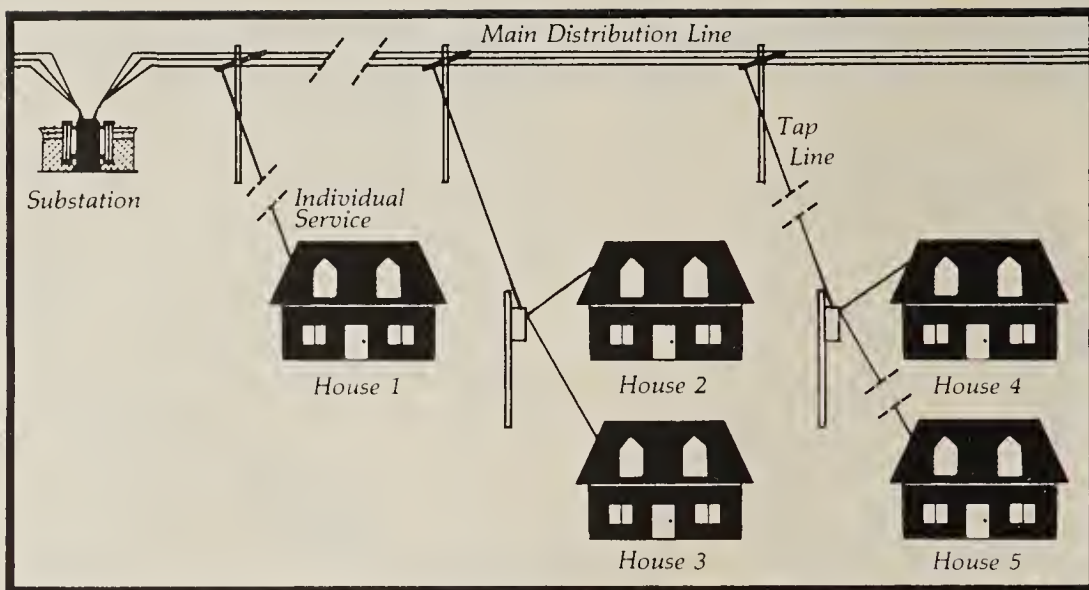 Main Distribution Line
Tap
Line
Substation
Individual
Service
House 1
House 2
House 4
House 3
House 5